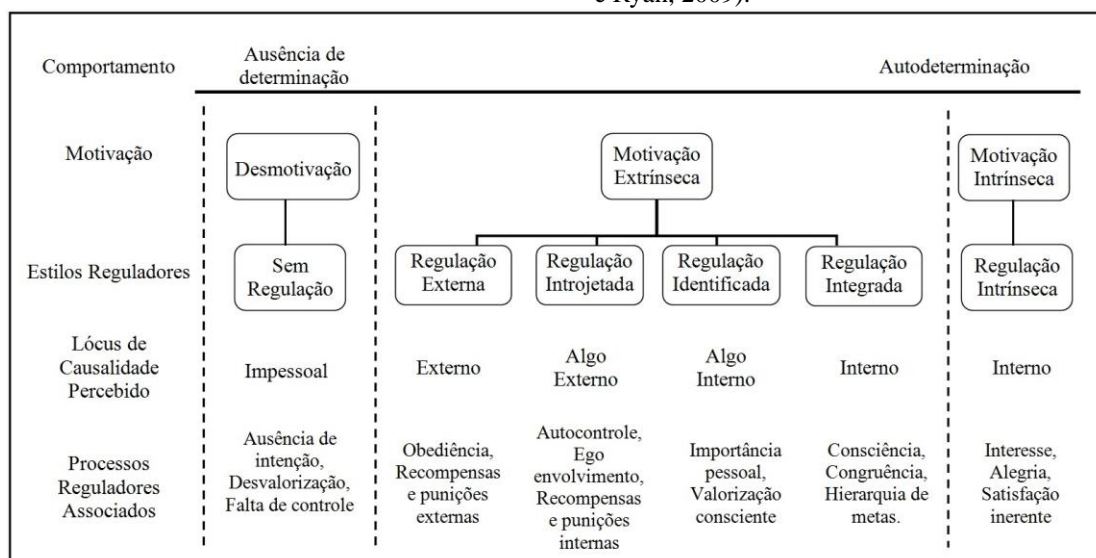 e Ryan, 2009).
Comportamento
Ausência de
determinação
Autodeterminação
Motivação
Desmotivação
Motivação
Extrínseca
Motivação
Intrínseca
Estilos Reguladores
Sem
Regulação
Regulação
Externa
Regulação
Introjetada
Regulação
Identificada
Regulação
Integrada
Regulação
Intrínseca
Lócus de
Causalidade
Percebido
Impessoal
Externo
Algo
Externo
Algo
Interno
Interno
Interno
Processos
Reguladores
Associados
Ausência de
intenção,
Desvalorização,
Falta de controle
Obediência,
Recompensas
e punições
externas
Autocontrole,
Ego
envolvimento,
Recompensas
e punições
internas
Importância
pessoal,
Valorização
consciente
Consciência,
Congruência,
Hierarquia de
metas.
Interesse,
Alegria,
Satisfação
inerente